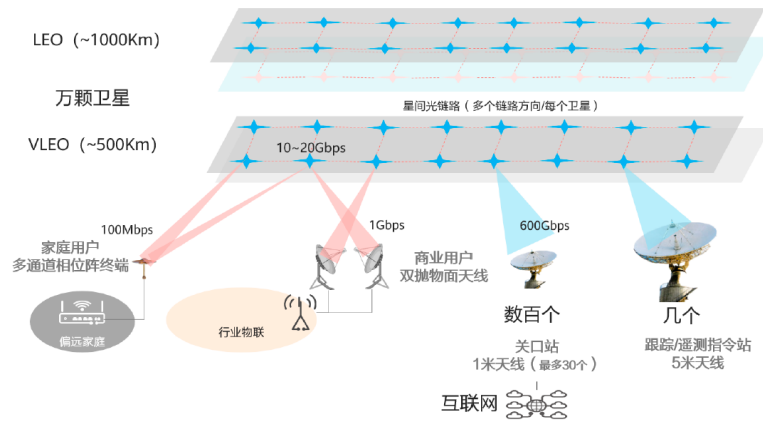 LEO（~1000Km）
万颗卫星
星间光链路（多个链路方向/每个卫星）
VLEO（~500Km）
10~20Gbps
100Mbps
1Gbps
600Gbps
家庭用户
多通道相位阵终端
商业用户
双抛物面天线
偏远家庭
行业物联
数百个
几个
关口站
1米天线（最多30个）
跟踪/遥测指令站
5米天线
互联网